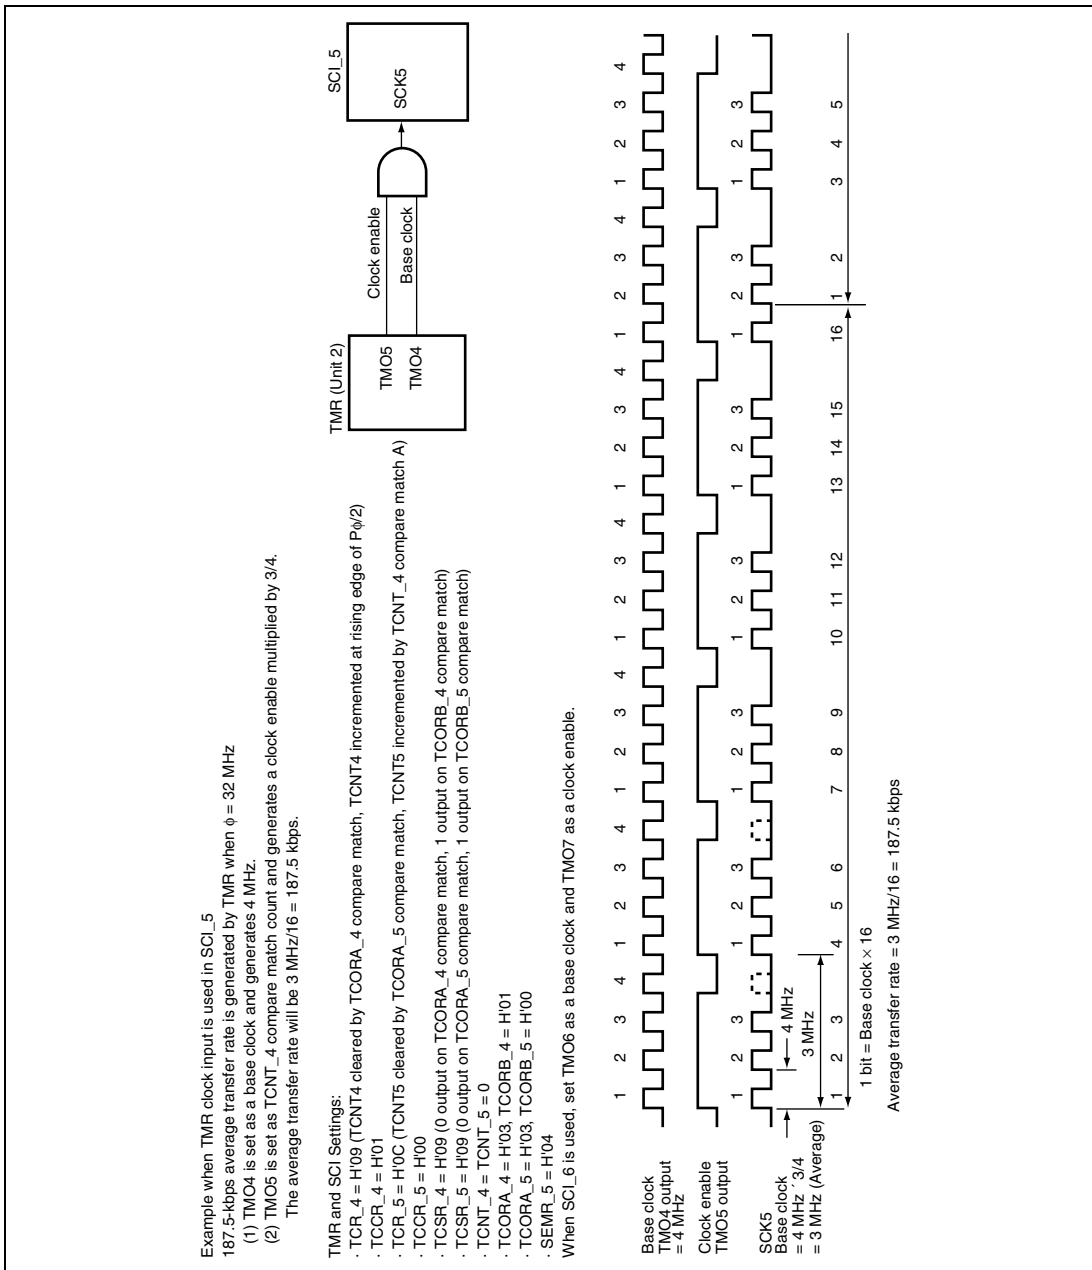 Example when TMR clock input is used in SCI_5
187.5-kbps average transfer rate is generated by TMR when ϕ = 32 MHz
(1) TMO4 is set as a base clock and generates 4 MHz.
(2) TMO5 is set as TCNT_4 compare match count and generates a clock enable multiplied by 3/4.
The average transfer rate will be 3 MHz/16 = 187.5 kbps.
TMR and SCI Settings:
· TCR_4 = H'09 (TCNT4 cleared by TCORA_4 compare match, TCNT4 incremented at rising edge of Pϕ/2)
· TCCR_4 = H'01
· TCR_5 = H'0C (TCNT5 cleared by TCORA_5 compare match, TCNT5 incremented by TCNT_4 compare match A)
· TCCR_5 = H'00
· TCSR_4 = H'09 (0 output on TCORA_4 compare match, 1 output on TCORB_4 compare match)
· TCSR_5 = H'09 (0 output on TCORA_5 compare match, 1 output on TCORB_5 compare match)
· TCNT_4 = TCNT_5 = 0
· TCORA_4 = H'03, TCORB_4 = H'01
· TCORA_5 = H'03, TCORB_5 = H'00
· SEMR_5 = H'04
When SCI_6 is used, set TMO6 as a base clock and TMO7 as a clock enable.
TMR (Unit 2)
TMO5
TMO4
Clock enable
Base clock
SCI_5
SCK5
1 2 3 4 1 2 3 4 1 2 3 4 1 2 3 4 1 2 3 4 1 2 3 4 1 2 3 4
Base clock
TMO4 output
= 4 MHz
Clock enable
TMO5 output
1 2 3 1 2 3 1 2 3 1 2 3 1 2 3 1 2 3 1 2 3
SCK5
Base clock
= 4 MHz ´ 3/4
= 3 MHz (Average)
4 MHz
3 MHz
1 2 3 4 5 6 7 8 9 10 11 12 13 14 15 16 1 2 3 4 5
1 bit = Base clock × 16
Average transfer rate = 3 MHz/16 = 187.5 kbps